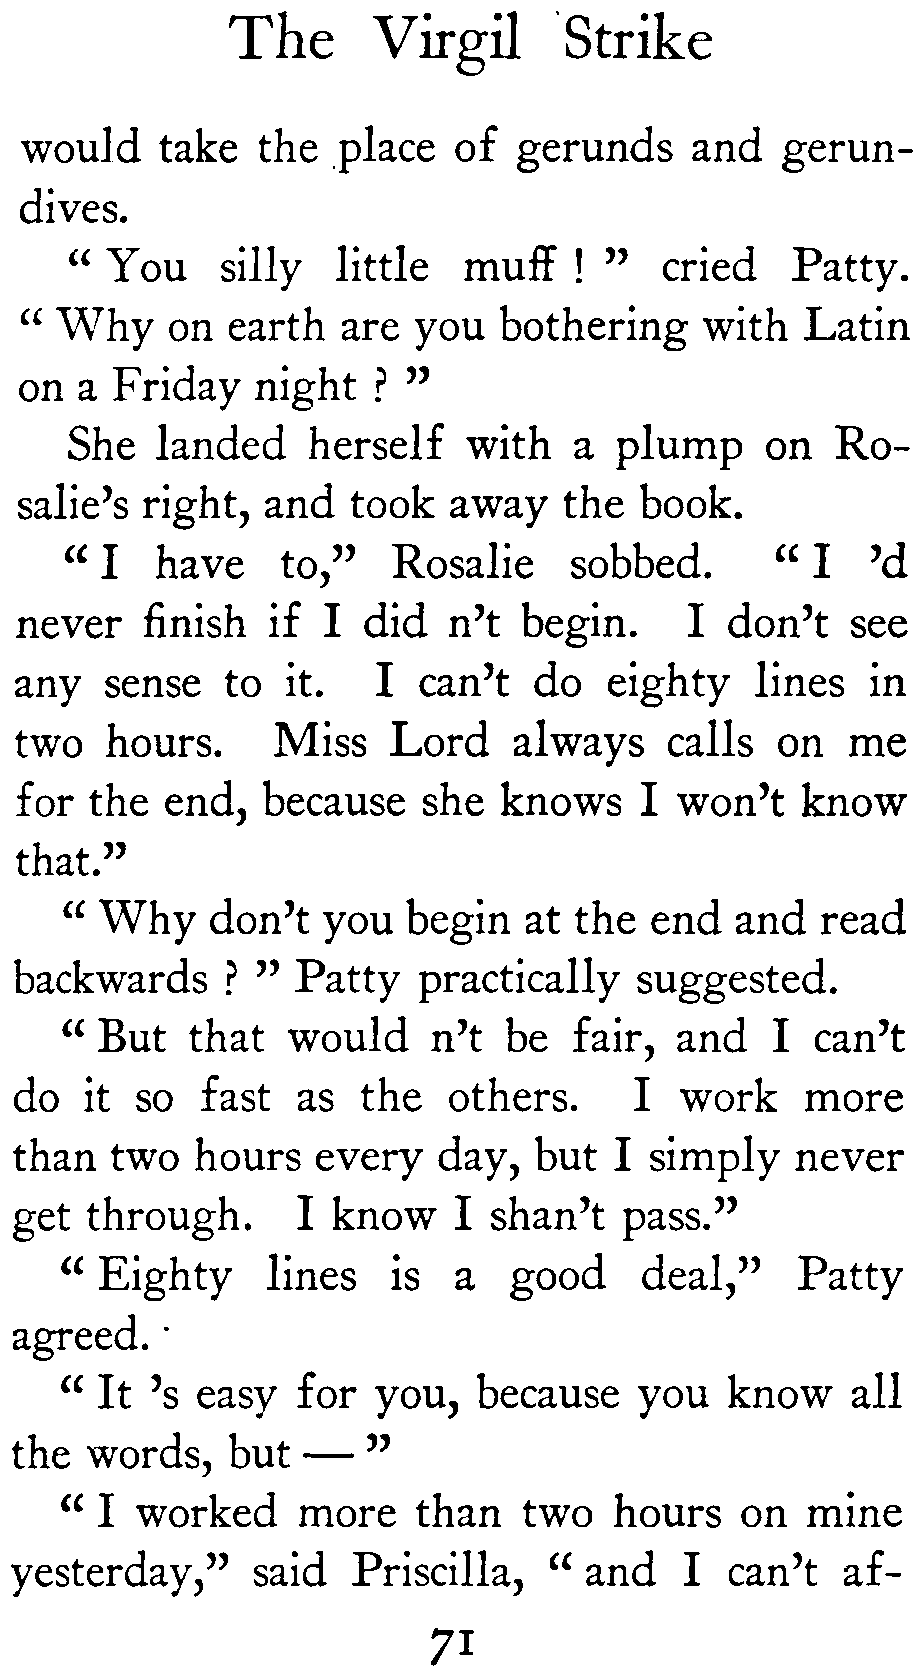 The Virgil Strike
would take the place of gerunds and gerun-
dives.
“ You silly little muff ! ” cried Patty.
“ Why on earth are you bothering with Latin
on a Friday night ? ”
She landed herself with a plump on Ro-
salie’s right, and took away the book.
“ I have to,” Rosalie sobbed. “ I ’d
never finish if I did n’t begin. I don’t see
any sense to it. I can’t do eighty lines in
two hours. Miss Lord always calls on me
for the end, because she knows I won’t know
that.”
“ Why don’t you begin at the end and read
backwards ? ” Patty practically suggested.
“ But that would n’t be fair, and I can’t
do it so fast as the others. I work more
than two hours every day, but I simply never
get through. I know I shan’t pass.”
“ Eighty lines is a good deal,” Patty
agreed.
“ It ’s easy for you, because you know all
the words, but — ”
“ I worked more than two hours on mine
yesterday,” said Priscilla, “ and I can’t af-
71